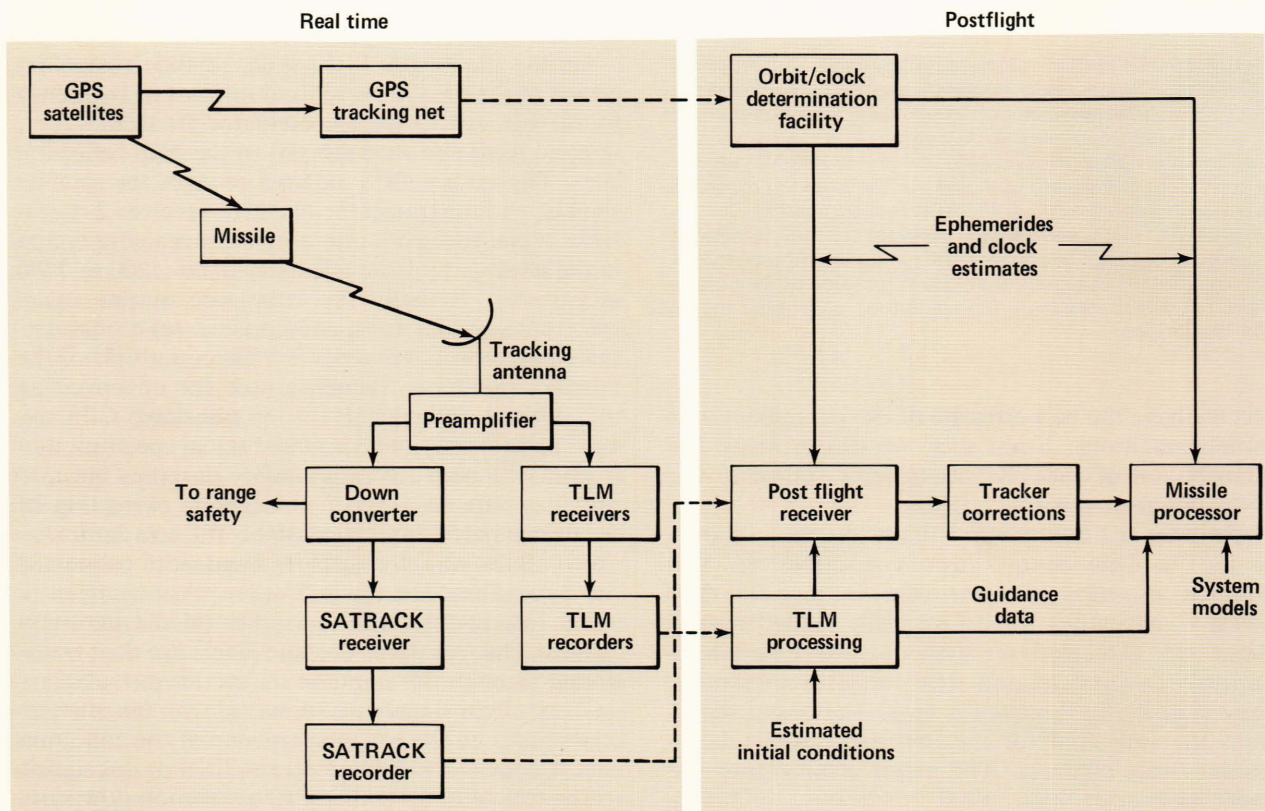 Real time
Postflight
GPS
satellites
GPS
tracking net
Orbit/clock
determination
facility
Missile
Ephemerides
and clock
estimates
Tracking
antenna
Preamplifier
To range
safety
Down
converter
TLM
receivers
Post flight
receiver
Tracker
corrections
Missile
processor
SATRACK
receiver
TLM
recorders
TLM
processing
Guidance
data
System
models
SATRACK
recorder
Estimated
initial conditions